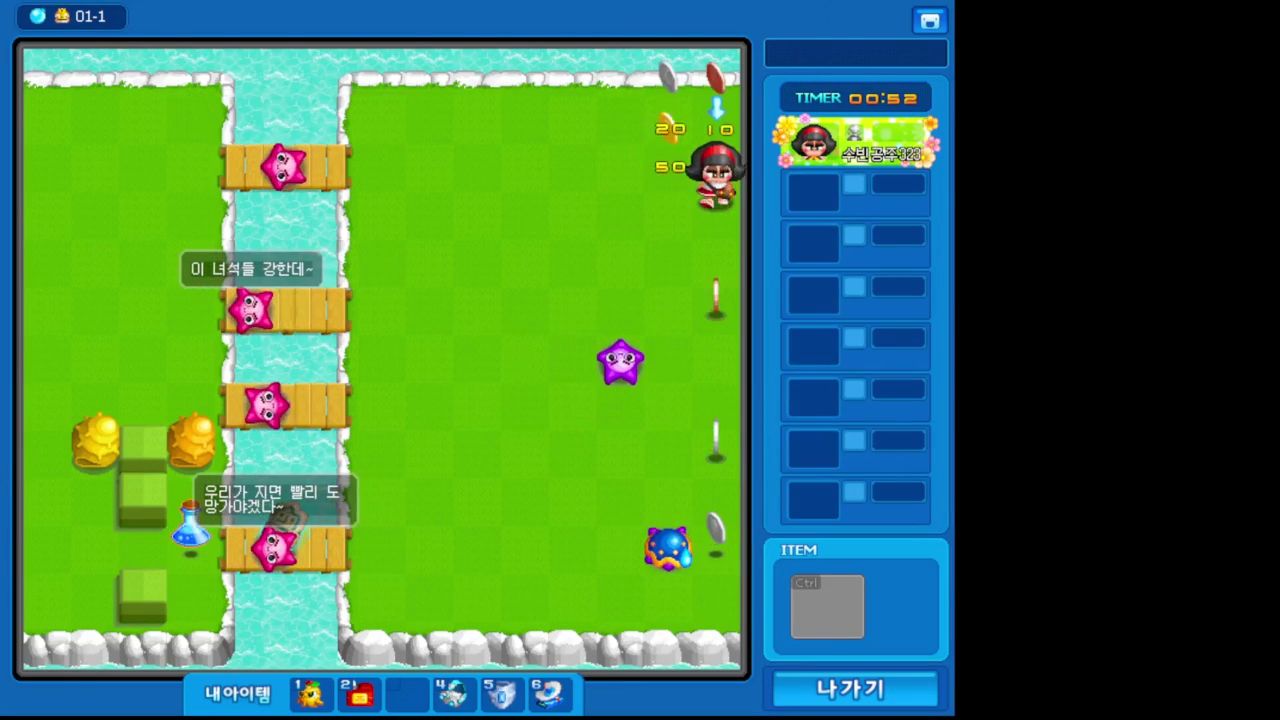 01-1
TIMER 00:52
20 10
50
수빈공주323
이 녀석들 강한데~
우리가 지면 빨리 도
망가야겠다~
ITEM
Ctrl
내아이템
1
2
4
5
6
나가기